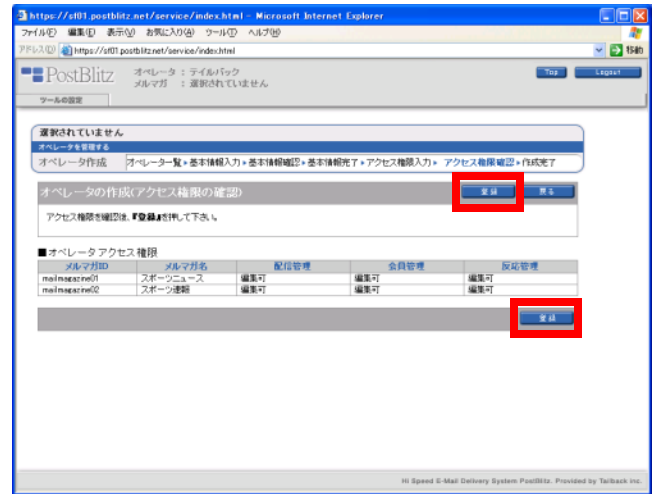 https://st01.postblitz.net/service/index.html - Microsoft Internet Explorer
ファイル(F) 編集(E) 表示(V) お気に入り(A) ツール(T) ヘルプ(H)
アドレス(D) https://st01.postblitz.net/service/index.html 移動
PostBlitz オペレータ : テイルバック Top Logout
メルマガ : 選択されていません
ツールの設定
選択されていません
オペレータを管理する
オペレータ作成 オペレーター覧▶基本情報入力▶基本情報確認▶基本情報完了▶アクセス権限入力▶ アクセス権限確認▶作成完了
オペレータの作成(アクセス権限の確認) 登録 戻る
アクセス権限を確認後、『登録』を押して下さい。
■オペレータアクセス権限
メルマガID メルマガ名 配信管理 会員管理 反応管理
mailmagazine01 スポーツニュース 編集可 編集可 編集可
mailmagazine02 スポーツ速報 編集可 編集可 編集可
登録
Hi Speed E-Mail Delivery System PostBlitz. Provided by Tailback inc.